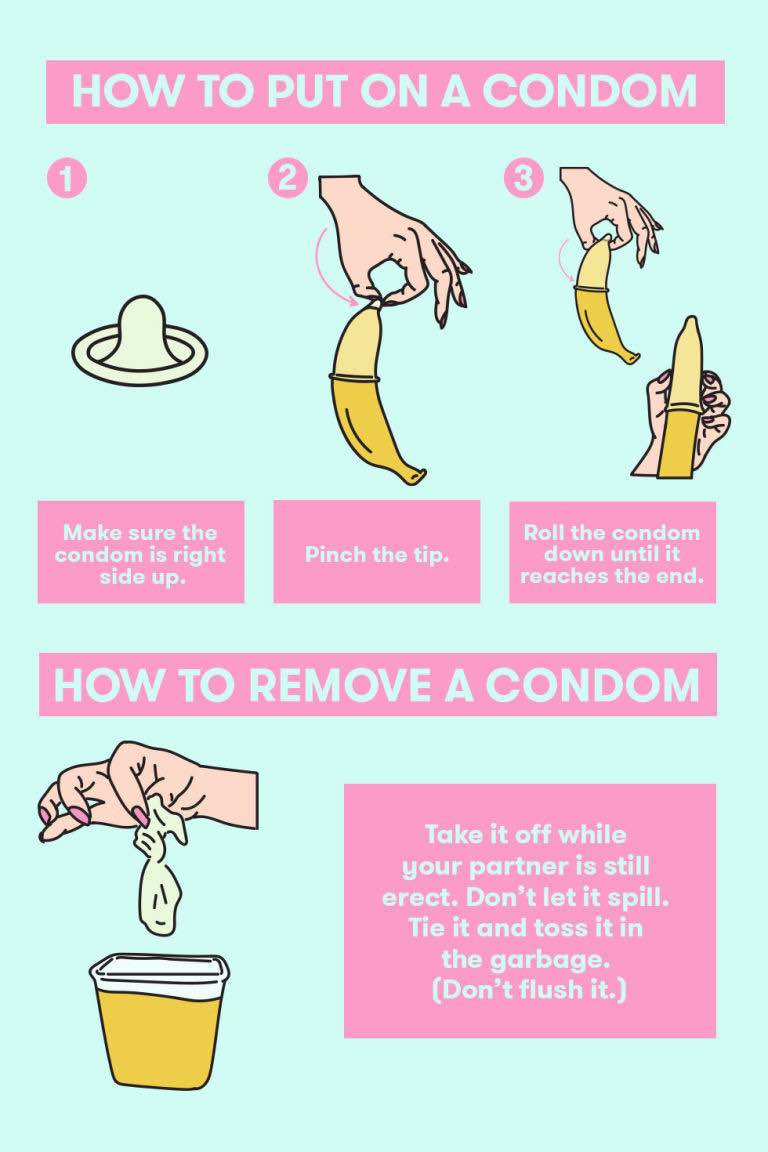 HOW TO PUT ON A CONDOM
1
2
3
Make sure the
condom is right
side up.
Pinch the tip.
Roll the condom
down until it
reaches the end.
HOW TO REMOVE A CONDOM
Take it off while
your partner is still
erect. Don't let it spill.
Tie it and toss it in
the garbage.
(Don't flush it.)